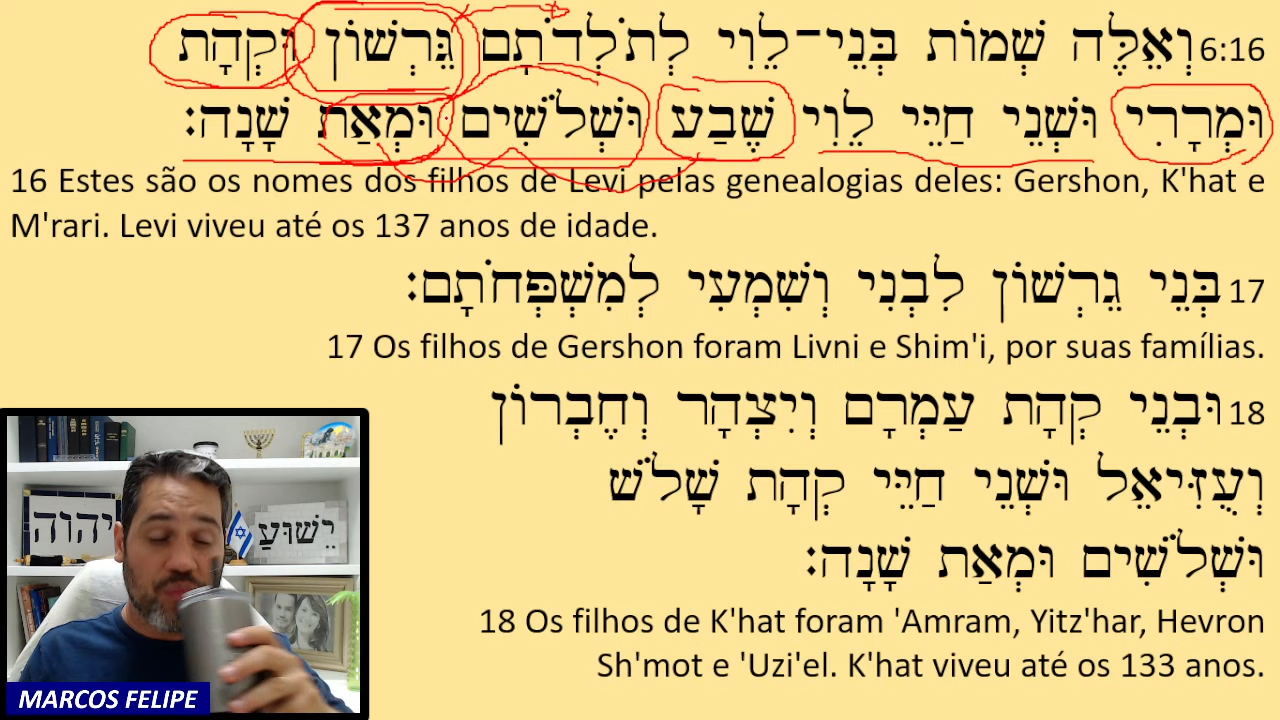 6:16 וְאֵלֶּה שְׁמוֹת בְּנֵי־לֵוִי לְתֹלְדֹתָם גֵּרְשׁוֹן וּקְהָת
וּמְרָרִי וּשְׁנֵי חַיֵּי לֵוִי שֶׁבַע וּשְׁלֹשִׁים וּמְאַת שָׁנָה׃
16 Estes são os nomes dos filhos de Levi pelas genealogias deles: Gershon, K'hat e
M'rari. Levi viveu até os 137 anos de idade.
17 בְּנֵי גֵרְשׁוֹן לִבְנִי וְשִׁמְעִי לְמִשְׁפְּחֹתָם׃
17 Os filhos de Gershon foram Livni e Shim'i, por suas famílias.
18 וּבְנֵי קְהָת עַמְרָם וְיִצְהָר וְחֶבְרוֹן
וְעֻזִּיאֵל וּשְׁנֵי חַיֵּי קְהָת שָׁלֹשׁ
וּשְׁלֹשִׁים וּמְאַת שָׁנָה׃
18 Os filhos de K'hat foram 'Amram, Yitz'har, Hevron
Sh'mot e 'Uzi'el. K'hat viveu até os 133 anos.
יהוה
יֵשׁוּעַ
MARCOS FELIPE